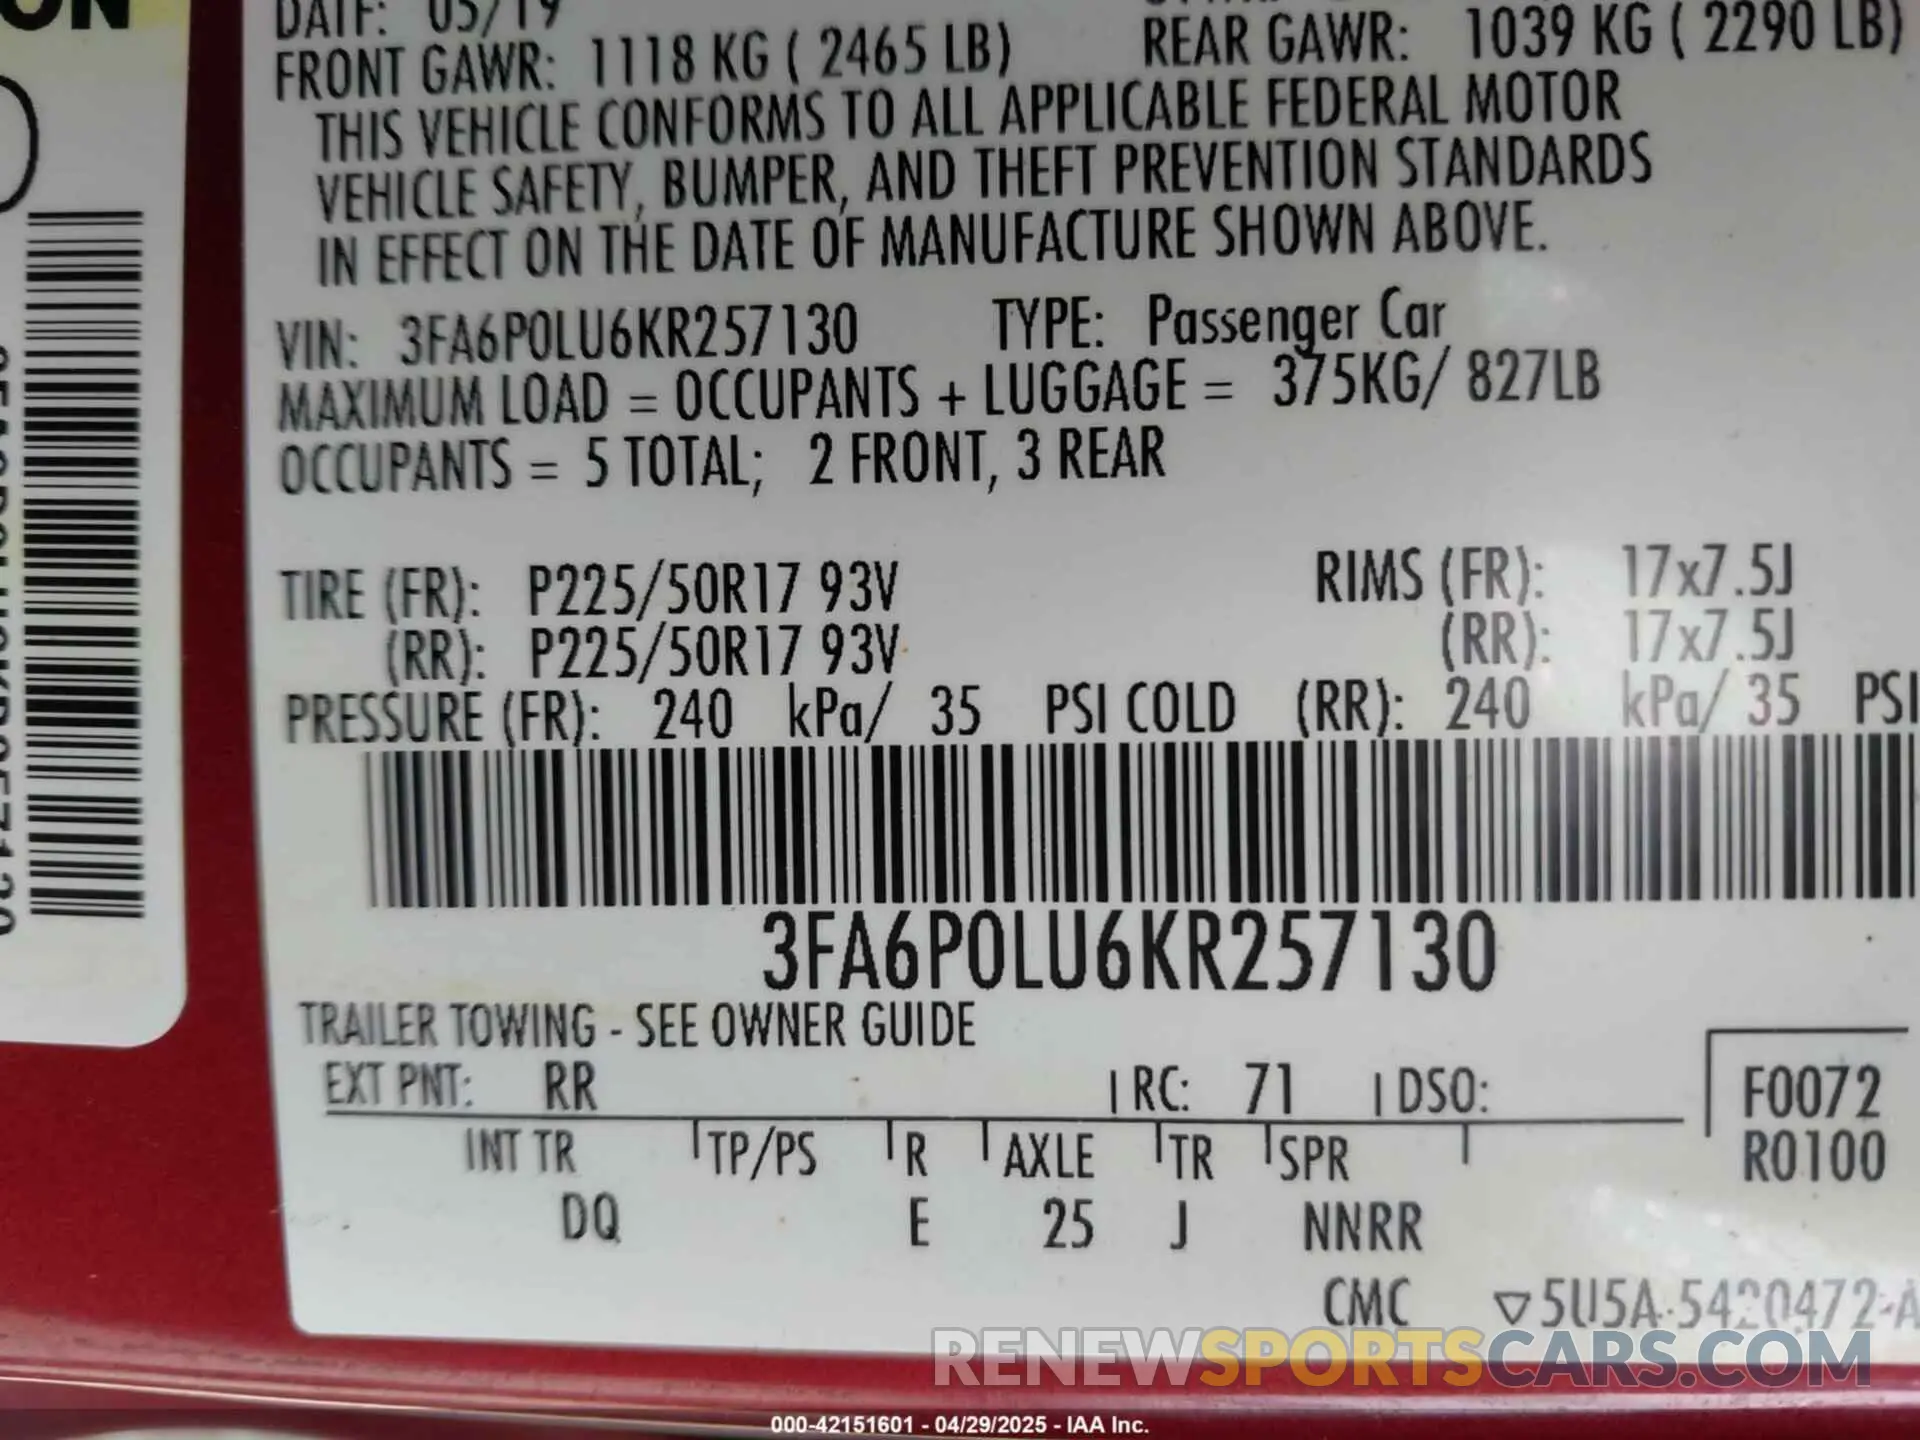 ON
DATE: 05/19
FRONT GAWR: 1118 KG ( 2465 LB) REAR GAWR: 1039 KG ( 2290 LB)
THIS VEHICLE CONFORMS TO ALL APPLICABLE FEDERAL MOTOR
VEHICLE SAFETY, BUMPER, AND THEFT PREVENTION STANDARDS
IN EFFECT ON THE DATE OF MANUFACTURE SHOWN ABOVE.
VIN: 3FA6P0LU6KR257130 TYPE: Passenger Car
MAXIMUM LOAD = OCCUPANTS + LUGGAGE = 375KG/ 827LB
OCCUPANTS = 5 TOTAL; 2 FRONT, 3 REAR
TIRE (FR): P225/50R17 93V RIMS (FR): 17x7.5J
(RR): P225/50R17 93V (RR): 17x7.5J
PRESSURE (FR): 240 kPa/ 35 PSI COLD (RR): 240 kPa/ 35 PSI
3FA6P0LU6KR257130
TRAILER TOWING - SEE OWNER GUIDE
EXT PNT: RR RC: 71 DSO: F0072
INT TR TP/PS R AXLE TR SPR R0100
DQ E 25 J NNRR
CMC ▽5U5A-5420472-A
RENEWSPORTSCARS.COM
000-42151601 - 04/29/2025 - IAA Inc.